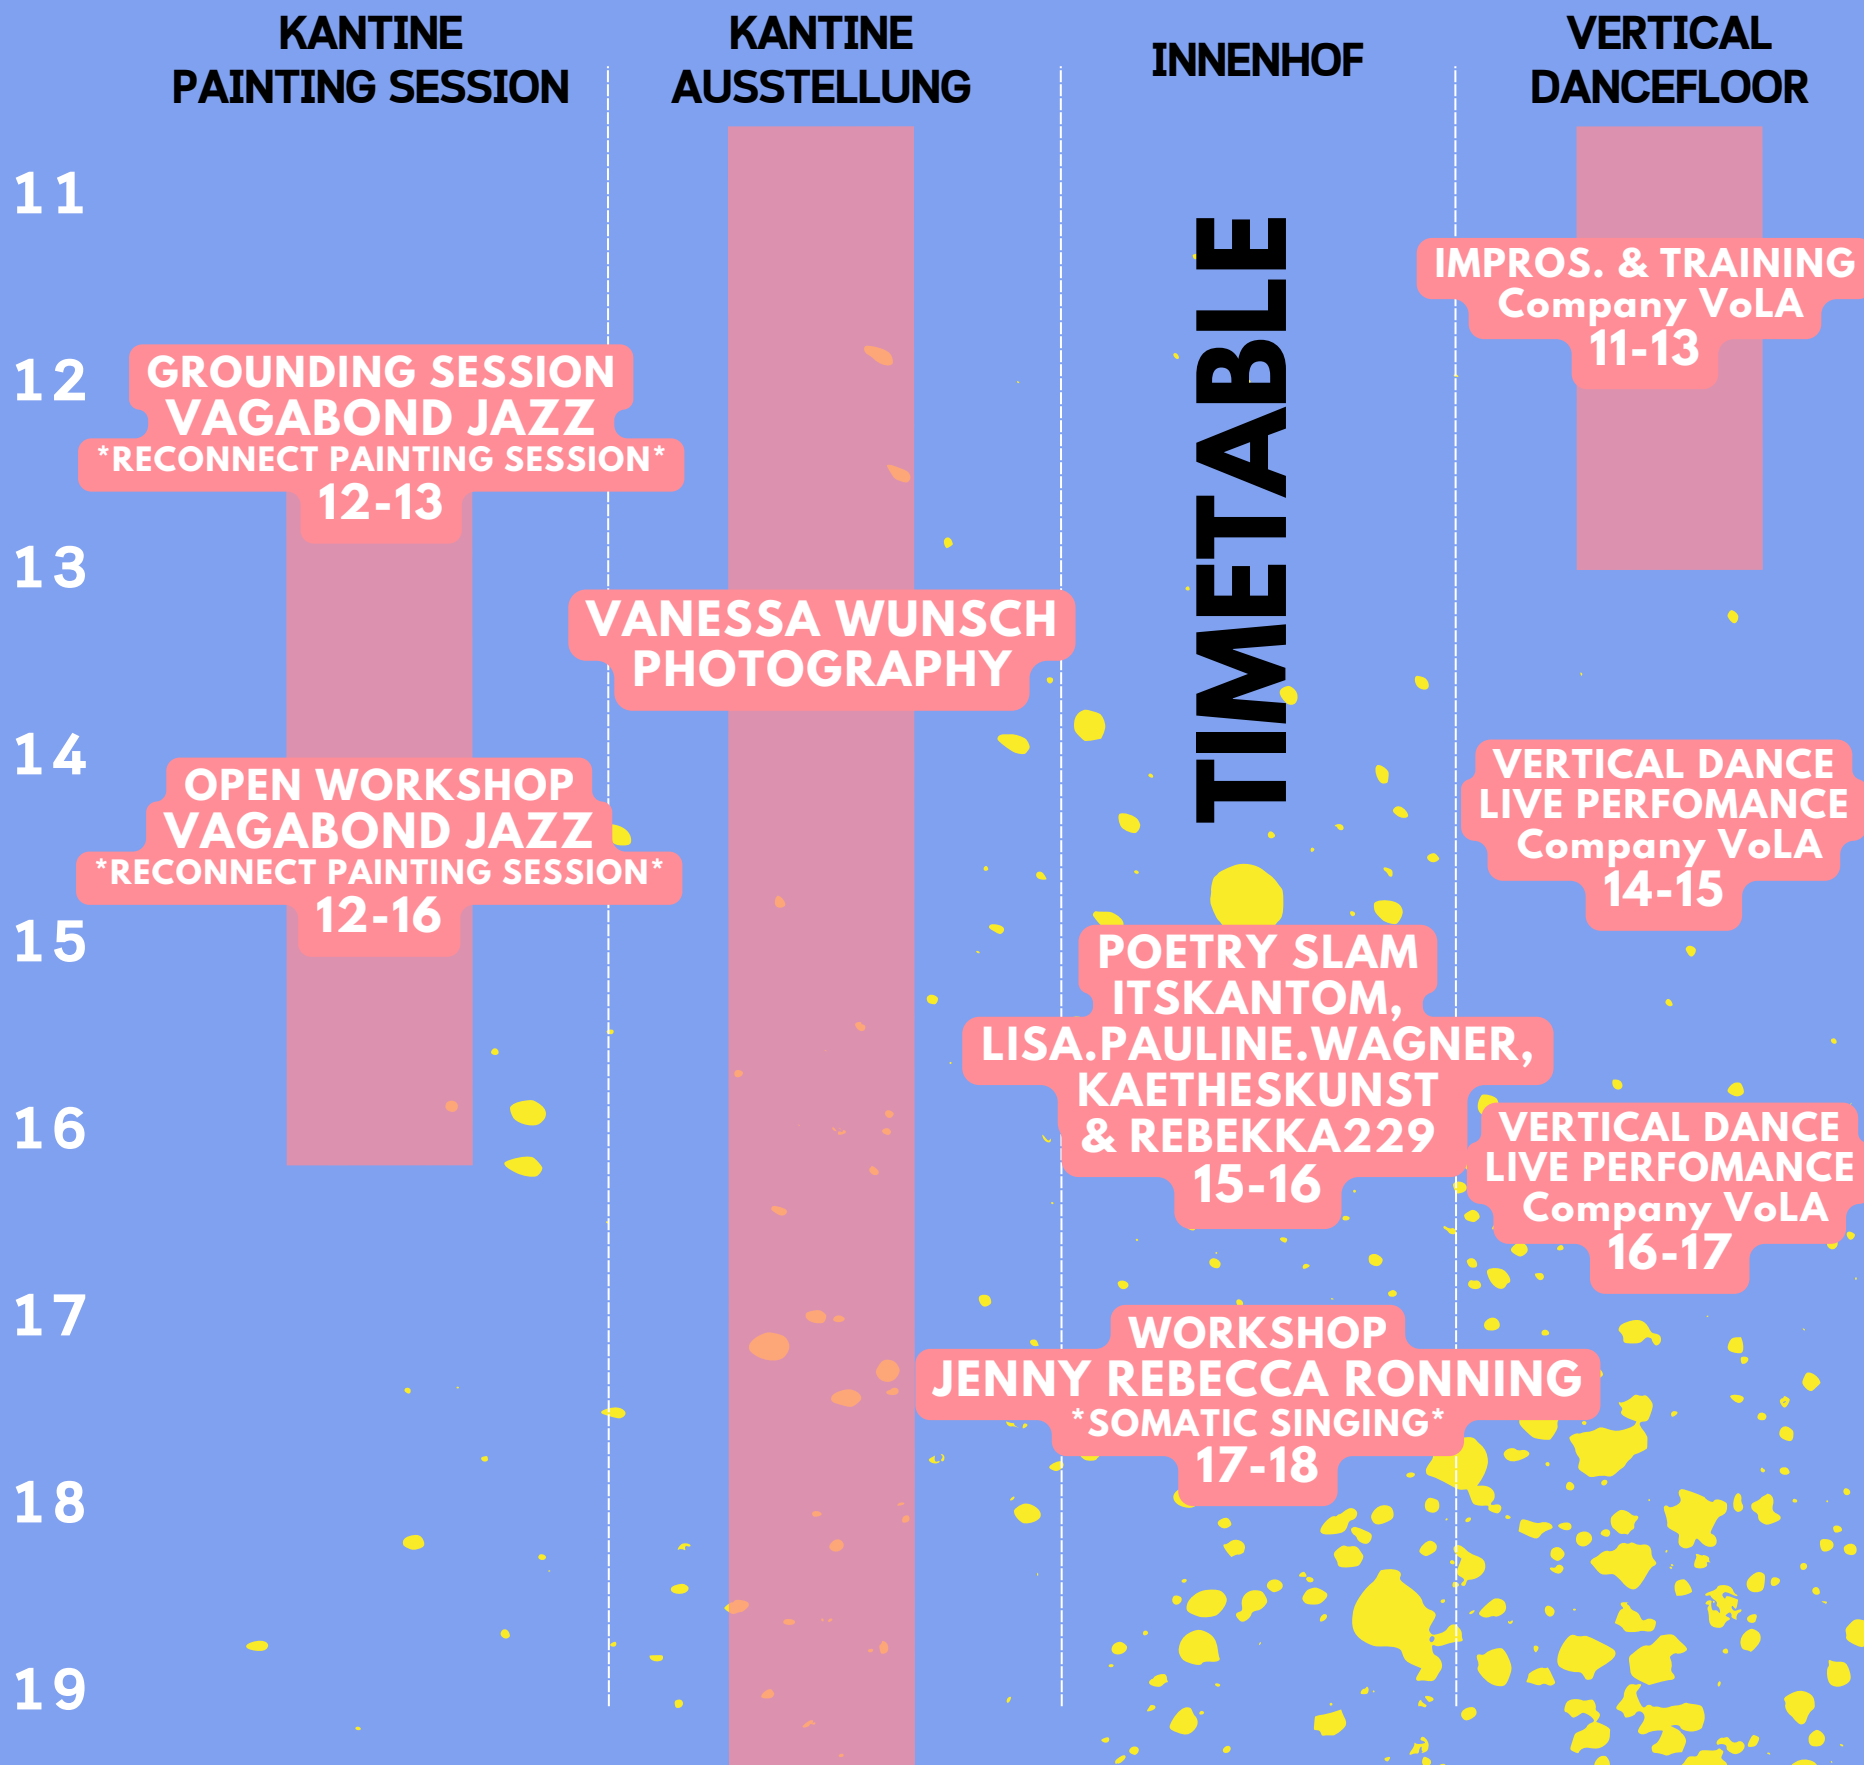 KANTINE
PAINTING SESSION
KANTINE
AUSSTELLUNG
INNENHOF
VERTICAL
DANCEFLOOR
TIMETABLE
11
12
13
14
15
16
17
18
19
GROUNDING SESSION
VAGABOND JAZZ
*RECONNECT PAINTING SESSION*
12-13
OPEN WORKSHOP
VAGABOND JAZZ
*RECONNECT PAINTING SESSION*
12-16
VANESSA WUNSCH
PHOTOGRAPHY
POETRY SLAM
ITSKANTOM,
LISA.PAULINE.WAGNER,
KAETHESKUNST
& REBEKKA229
15-16
WORKSHOP
JENNY REBECCA RONNING
*SOMATIC SINGING*
17-18
IMPROS. & TRAINING
Company VoLA
11-13
VERTICAL DANCE
LIVE PERFOMANCE
Company VoLA
14-15
VERTICAL DANCE
LIVE PERFOMANCE
Company VoLA
16-17